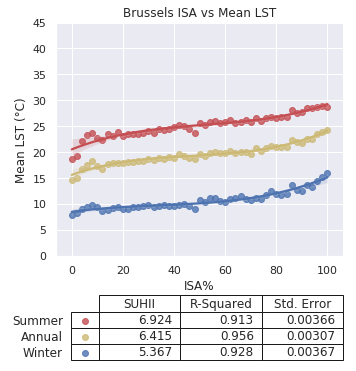 Brussels ISA vs Mean LST
45
40
35
30
25
20
15
10
5
0
Mean LST (°C)
0 20 40 60 80 100
ISA%
SUHII R-Squared Std. Error
Summer 6.924 0.913 0.00366
Annual 6.415 0.956 0.00307
Winter 5.367 0.928 0.00367